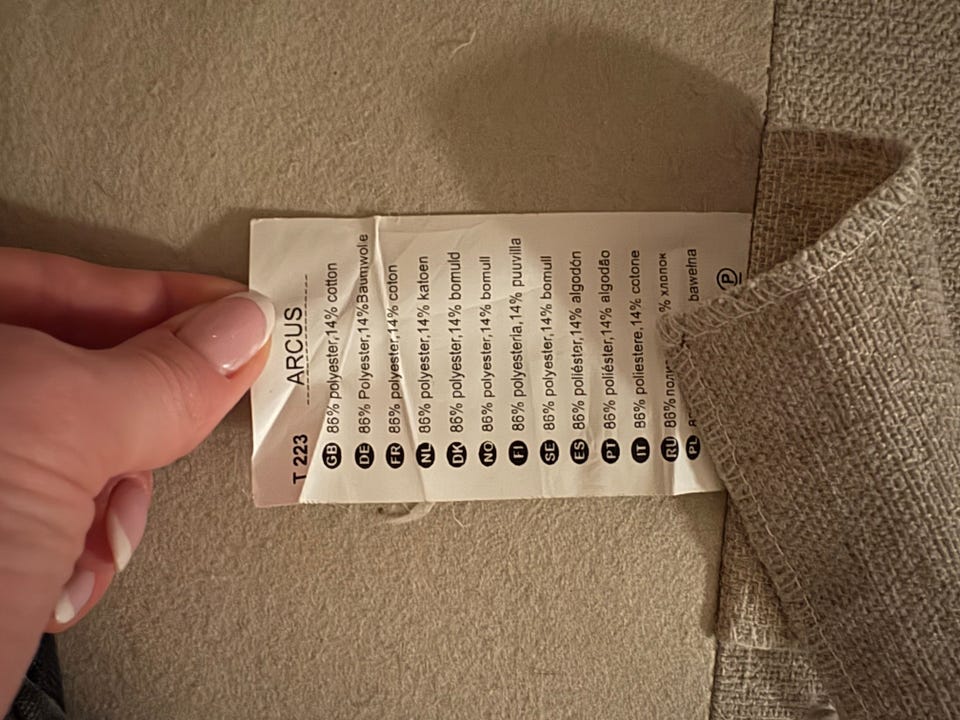 T 223 ARCUS
GB 86% polyester,14% cotton
DE 86% Polyester,14%Baumwolle
FR 86% polyester,14% coton
NL 86% polyester,14% katoen
DK 86% polyester,14% bomuld
NO 86% polyester,14% bomull
FI 86% polyesteria,14% puuvilla
SE 86% polyester,14% bomull
ES 86% poliéster,14% algodón
PT 86% poliéster,14% algodão
IT 86% poliestere,14% cotone
RU 86% % хлопок
PL bawełna
P